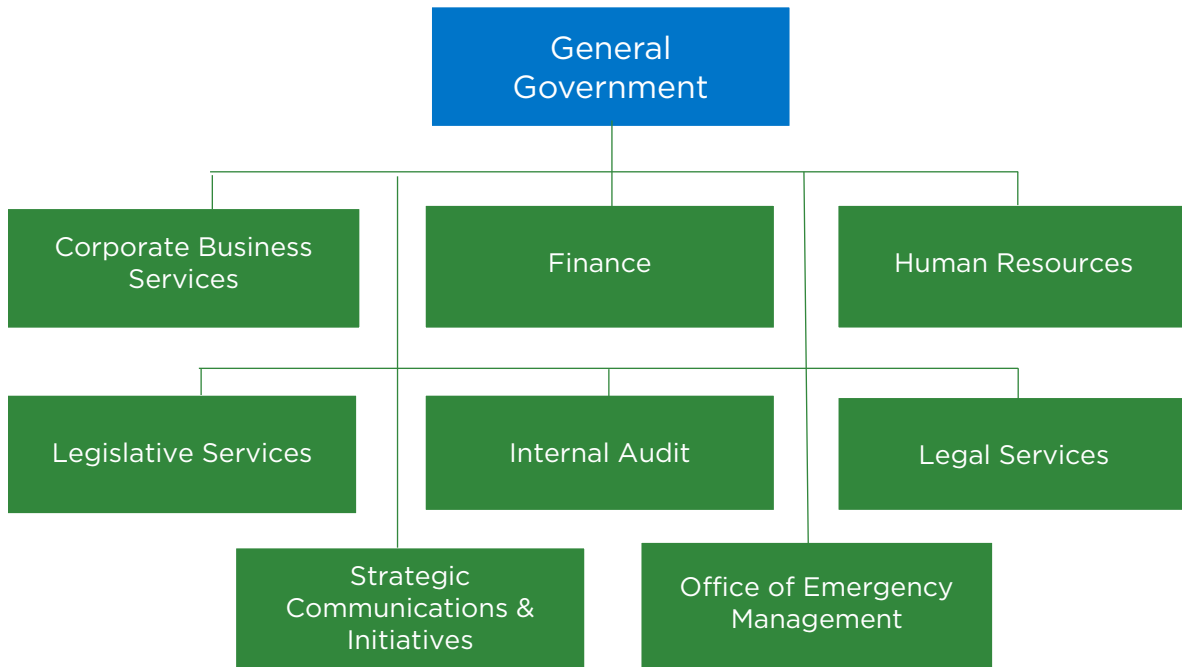 General
Government
Corporate Business
Services
Finance
Human Resources
Legislative Services
Internal Audit
Legal Services
Strategic
Communications &
Initiatives
Office of Emergency
Management